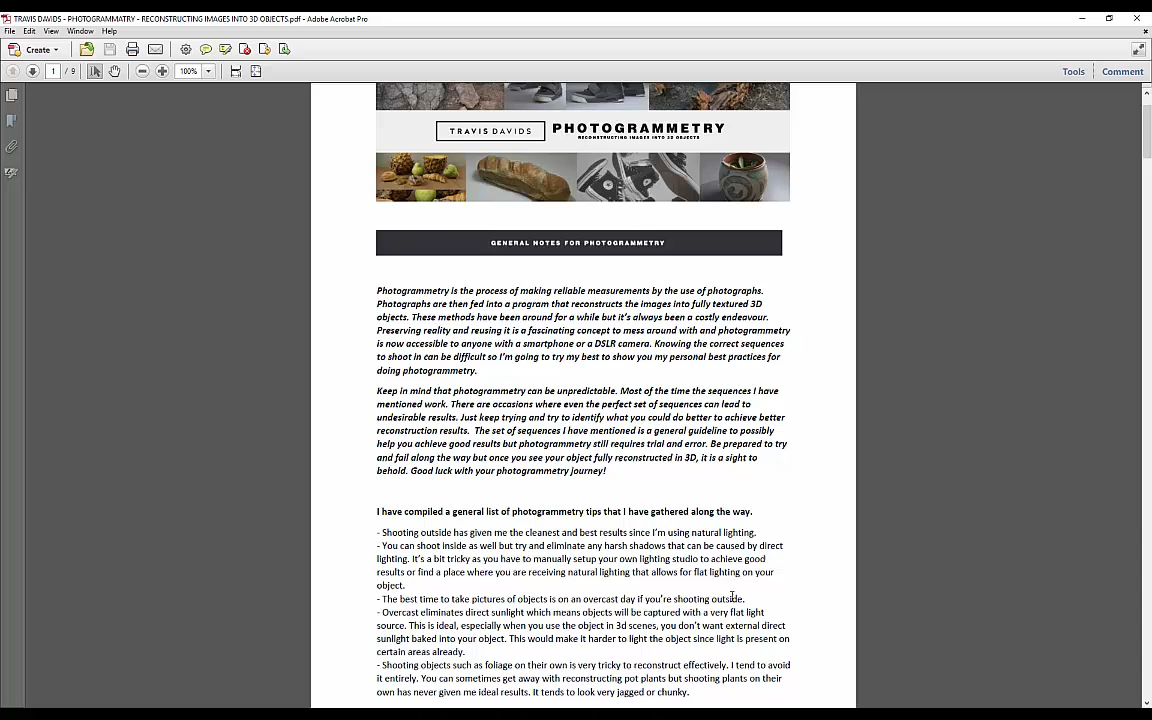 TRAVIS DAVIDS - PHOTOGRAMMATRY - RECONSTRUCTING IMAGES INTO 3D OBJECTS.pdf - Adobe Acrobat Pro
File Edit View Window Help
Create
1 / 9 100% Tools Comment
TRAVIS DAVIDS PHOTOGRAMMETRY
RECONSTRUCTING IMAGES INTO 3D OBJECTS
GENERAL NOTES FOR PHOTOGRAMMETRY
Photogrammetry is the process of making reliable measurements by the use of photographs.
Photographs are then fed into a program that reconstructs the images into fully textured 3D
objects. These methods have been around for a while but it's always been a costly endeavour.
Preserving reality and reusing it is a fascinating concept to mess around with and photogrammetry
is now accessible to anyone with a smartphone or a DSLR camera. Knowing the correct sequences
to shoot in can be difficult so I'm going to try my best to show you my personal best practices for
doing photogrammetry.
Keep in mind that photogrammetry can be unpredictable. Most of the time the sequences I have
mentioned work. There are occasions where even the perfect set of sequences can lead to
undesirable results. Just keep trying and try to identify what you could do better to achieve better
reconstruction results. The set of sequences I have mentioned is a general guideline to possibly
help you achieve good results but photogrammetry still requires trial and error. Be prepared to try
and fail along the way but once you see your object fully reconstructed in 3D, it is a sight to
behold. Good luck with your photogrammetry journey!
I have compiled a general list of photogrammetry tips that I have gathered along the way.
- Shooting outside has given me the cleanest and best results since I'm using natural lighting.
- You can shoot inside as well but try and eliminate any harsh shadows that can be caused by direct
lighting. It's a bit tricky as you have to manually setup your own lighting studio to achieve good
results or find a place where you are receiving natural lighting that allows for flat lighting on your
object.
- The best time to take pictures of objects is on an overcast day if you're shooting outside.
- Overcast eliminates direct sunlight which means objects will be captured with a very flat light
source. This is ideal, especially when you use the object in 3d scenes, you don't want external direct
sunlight baked into your object. This would make it harder to light the object since light is present on
certain areas already.
- Shooting objects such as foliage on their own is very tricky to reconstruct effectively. I tend to avoid
it entirely. You can sometimes get away with reconstructing pot plants but shooting plants on their
own has never given me ideal results. It tends to look very jagged or chunky.